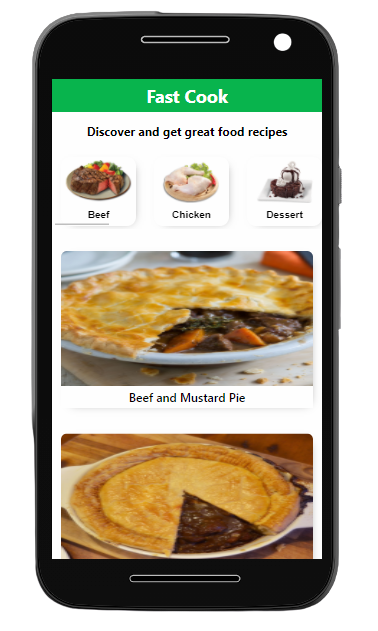 Fast Cook
Discover and get great food recipes
Beef Chicken Dessert
Beef and Mustard Pie